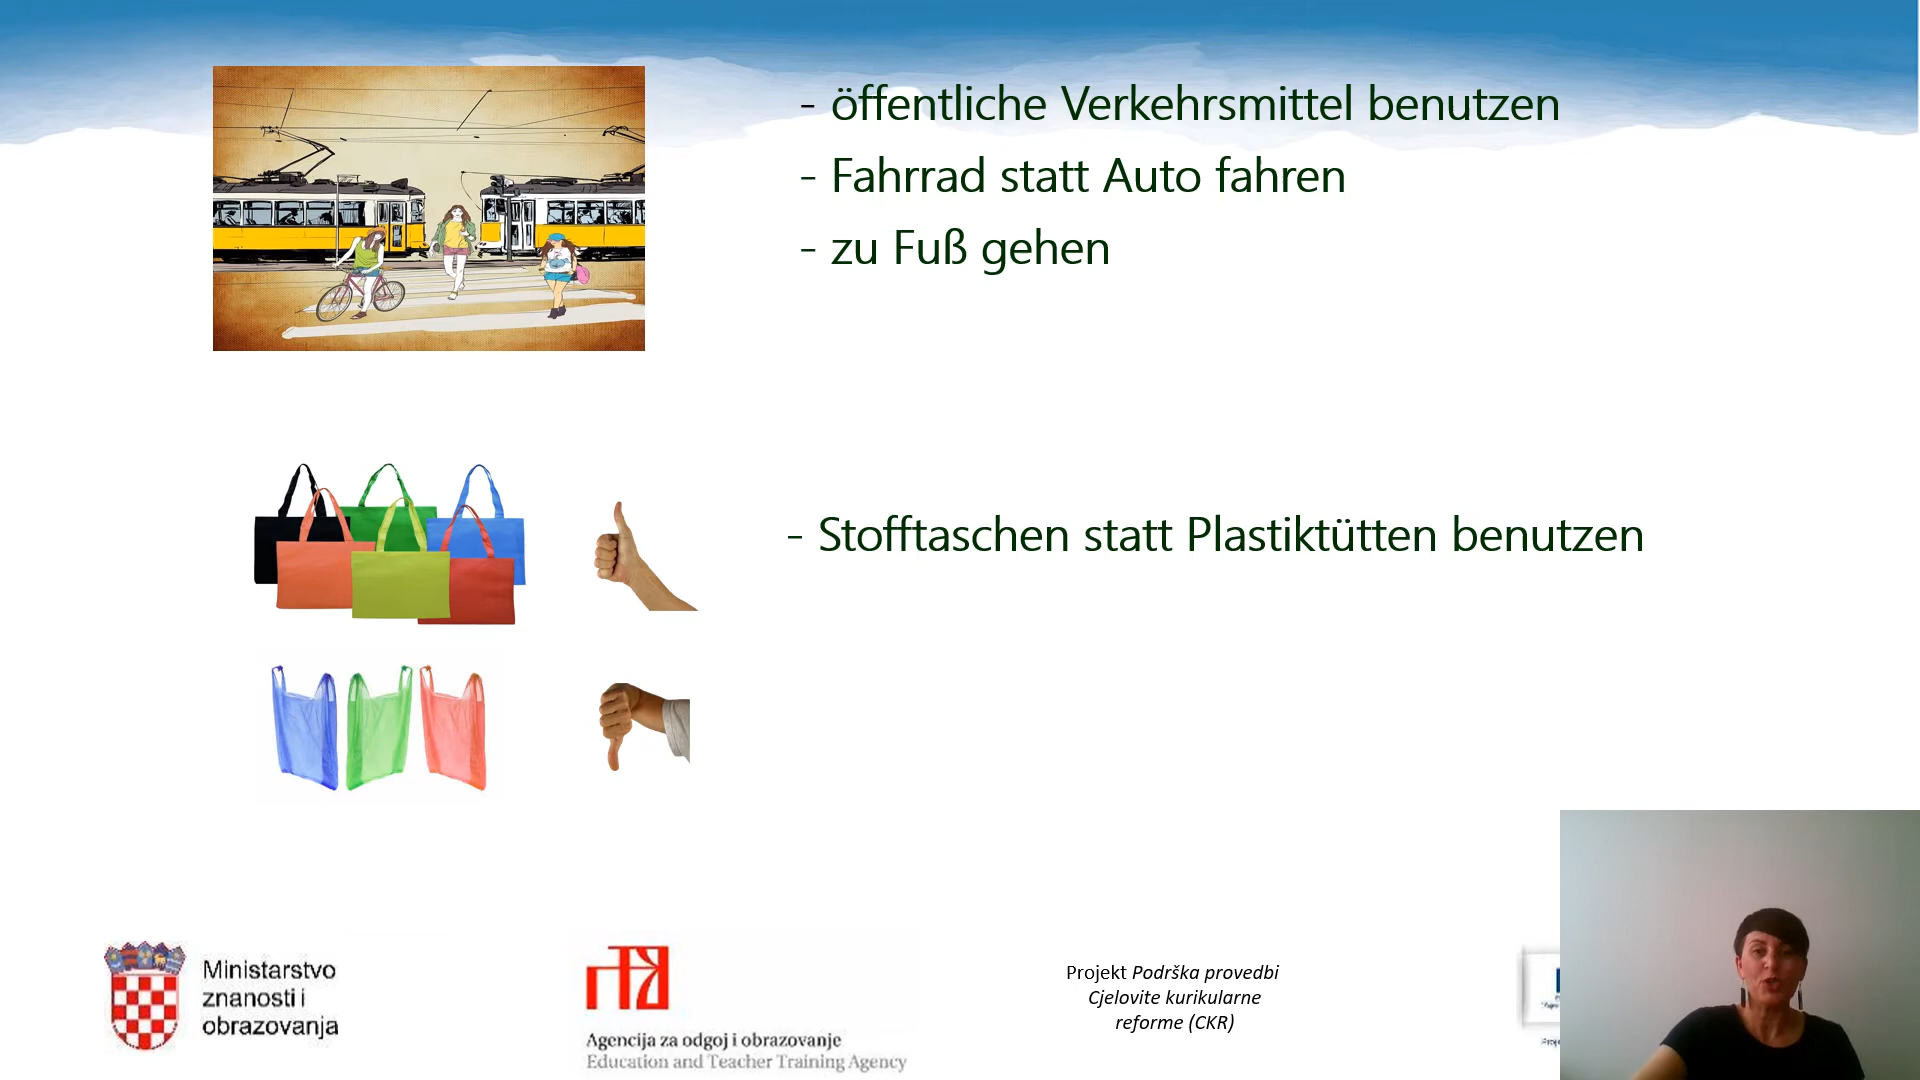 - öffentliche Verkehrsmittel benutzen
- Fahrrad statt Auto fahren
- zu Fuß gehen
- Stofftaschen statt Plastiktütten benutzen
Ministarstvo
znanosti i
obrazovanja
Agencija za odgoj i obrazovanje
Education and Teacher Training Agency
Projekt Podrška provedbi
Cjelovite kurikularne
reforme (CKR)